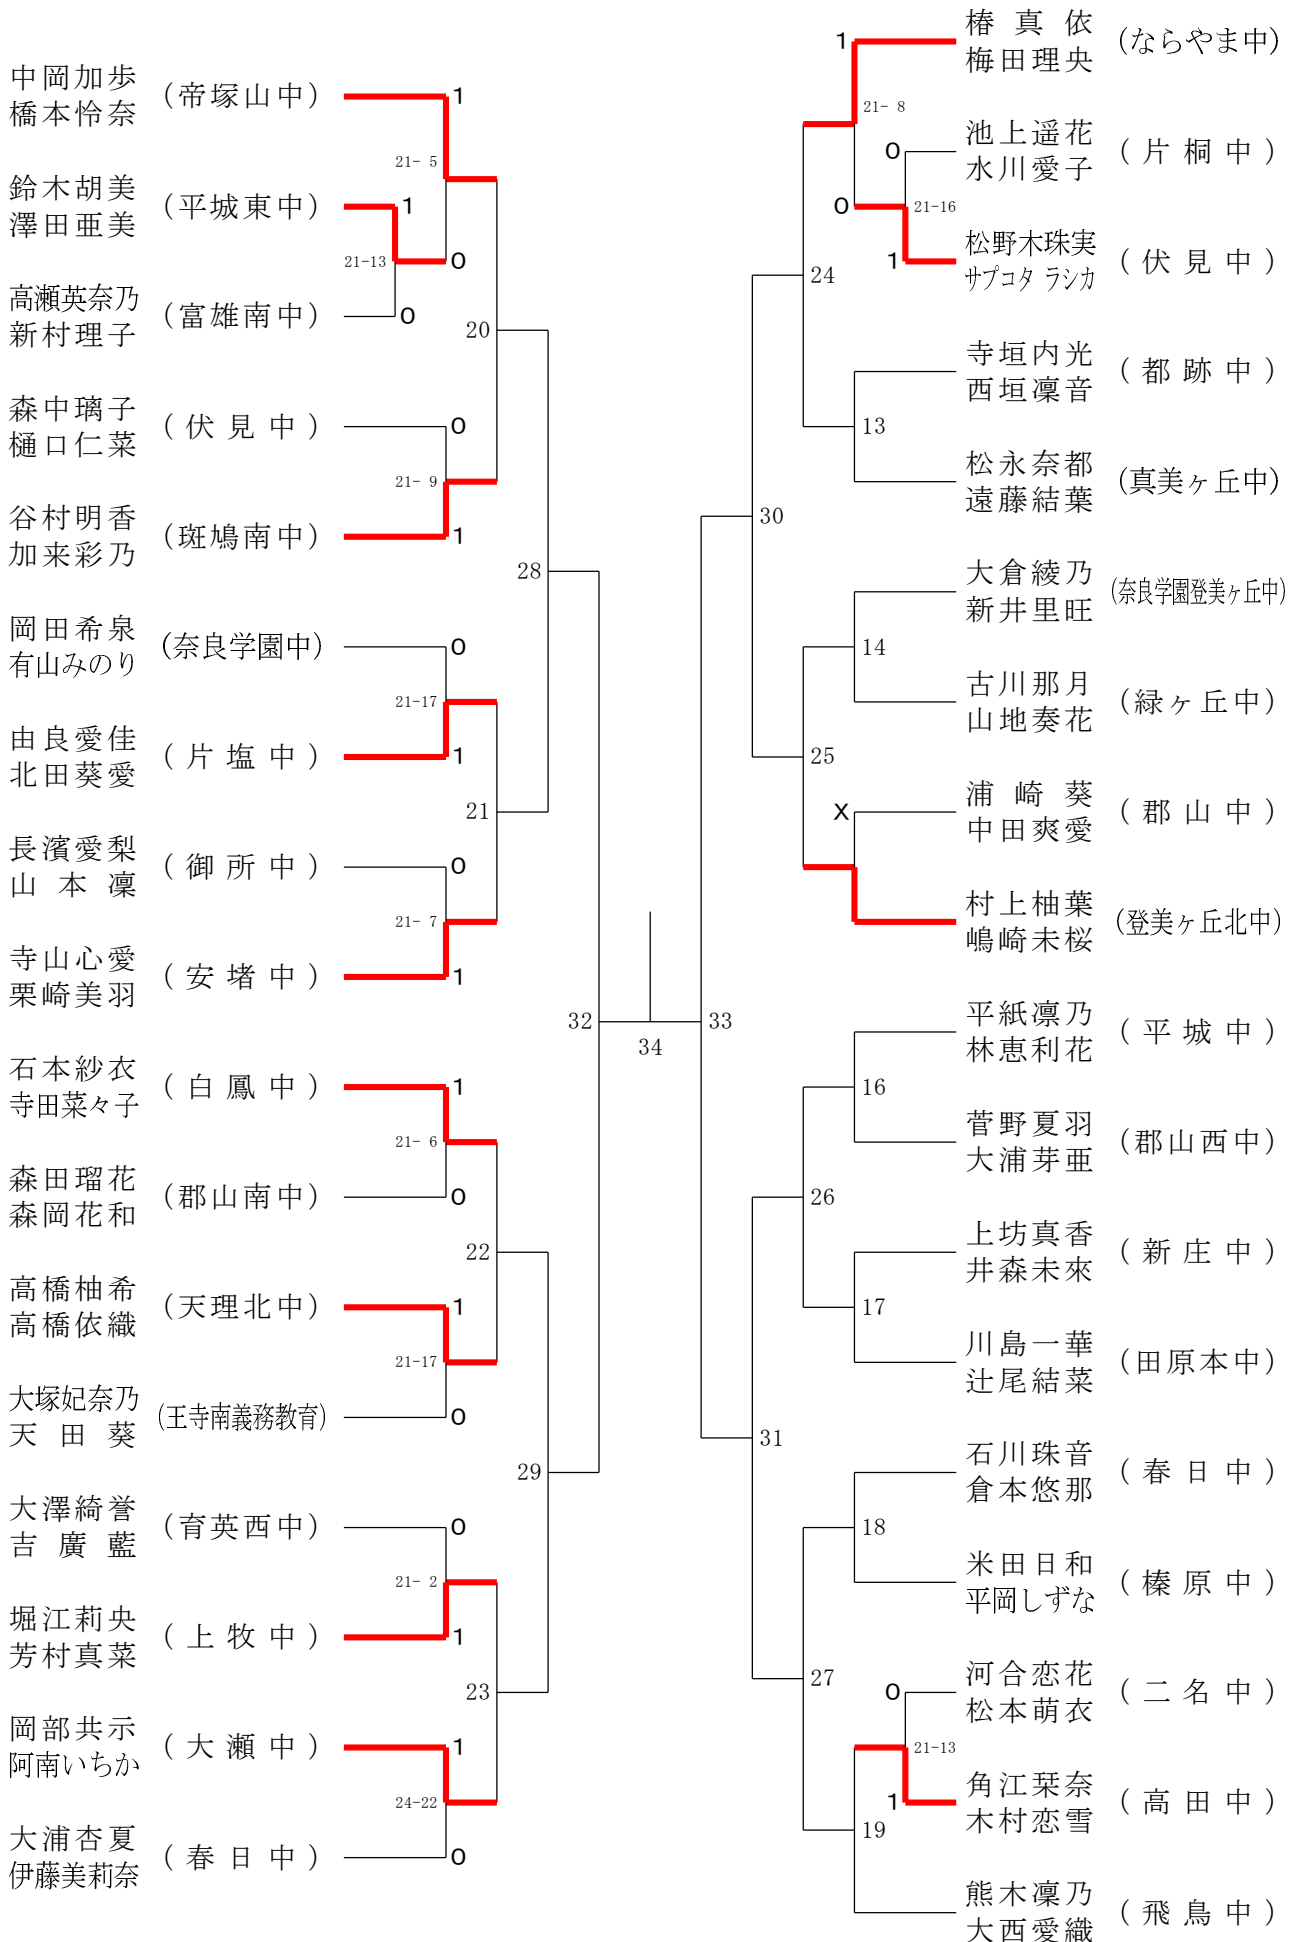 中岡加歩
橋本怜奈
(帝塚山中)
1
21- 5
鈴木胡美
澤田亜美
(平城東中)
1
21-13
0
高瀬英奈乃
新村理子
(富雄南中)
0
20
森中璃子
樋口仁菜
(伏見中)
0
21- 9
谷村明香
加来彩乃
(斑鳩南中)
1
28
岡田希泉
有山みのり
(奈良学園中)
0
21-17
由良愛佳
北田葵愛
(片塩中)
1
21
長濱愛梨
山本凜
(御所中)
0
21- 7
寺山心愛
栗崎美羽
(安堵中)
1
32
石本紗衣
寺田菜々子
(白鳳中)
1
21- 6
森田瑠花
森岡花和
(郡山南中)
0
22
高橋柚希
高橋依織
(天理北中)
1
21-17
大塚妃奈乃
天田葵
(王寺南義務教育)
0
29
大澤綺誉
吉廣藍
(育英西中)
0
21- 2
堀江莉央
芳村真菜
(上牧中)
1
23
岡部共示
阿南いちか
(大瀬中)
1
24-22
大浦杏夏
伊藤美莉奈
(春日中)
0
34
椿真依
梅田理央
(ならやま中)
1
21- 8
池上遥花
水川愛子
(片桐中)
0
0
21-16
松野木珠実
サプコタ ラシカ
(伏見中)
1
24
寺垣内光
西垣凜音
(都跡中)
13
松永奈都
遠藤結葉
(真美ヶ丘中)
30
大倉綾乃
新井里旺
(奈良学園登美ヶ丘中)
14
古川那月
山地奏花
(緑ヶ丘中)
25
浦崎葵
中田爽愛
(郡山中)
X
村上柚葉
嶋崎未桜
(登美ヶ丘北中)
33
平紙凛乃
林恵利花
(平城中)
16
菅野夏羽
大浦芽亜
(郡山西中)
26
上坊真香
井森未來
(新庄中)
17
川島一華
辻尾結菜
(田原本中)
31
石川珠音
倉本悠那
(春日中)
18
米田日和
平岡しずな
(榛原中)
27
河合恋花
松本萌衣
(二名中)
0
21-13
角江栞奈
木村恋雪
(高田中)
1
19
熊木凜乃
大西愛織
(飛鳥中)